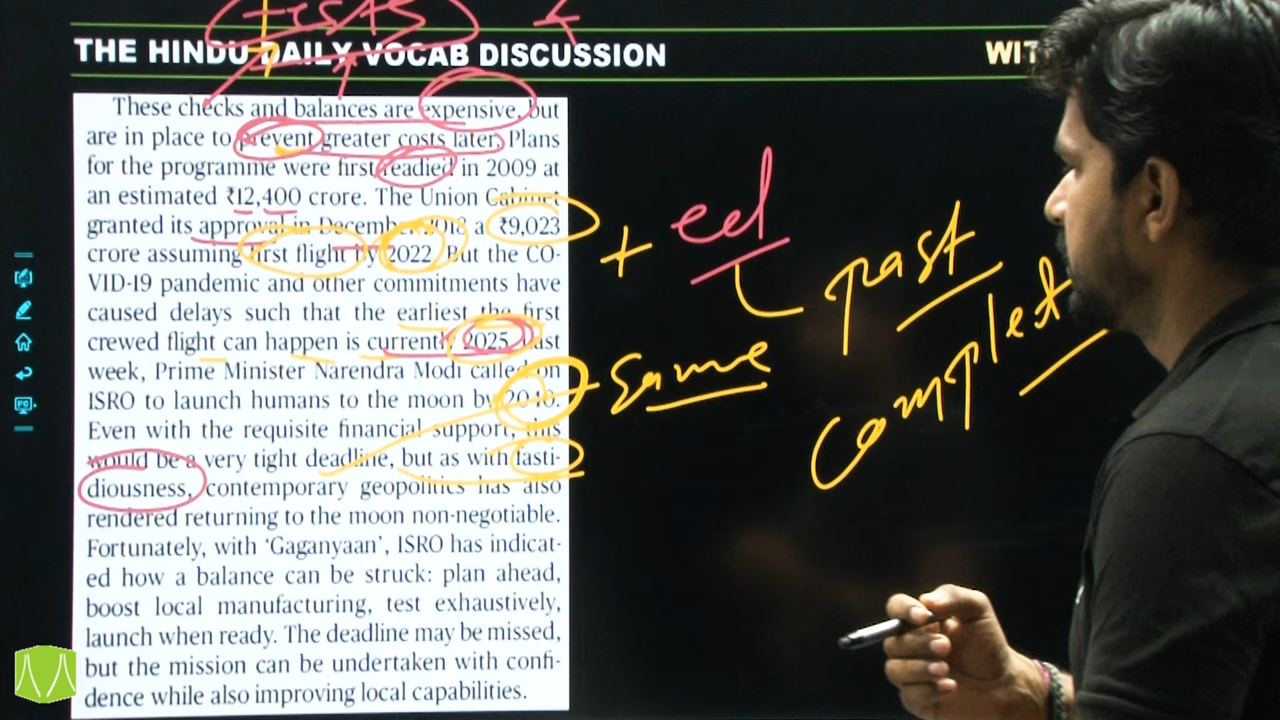 tests
THE HINDU DAILY VOCAB DISCUSSION
WIT
These checks and balances are expensive, but
are in place to prevent greater costs later. Plans
for the programme were first readied in 2009 at
an estimated ₹12,400 crore. The Union Cabinet
granted its approval in December 2018 a ₹9,023
crore assuming first flight by 2022. But the CO-
VID-19 pandemic and other commitments have
caused delays such that the earliest the first
crewed flight can happen is currently 2025. Last
week, Prime Minister Narendra Modi called on
ISRO to launch humans to the moon by 2040.
Even with the requisite financial support, this
would be a very tight deadline, but as with fasti-
diousness, contemporary geopolitics has also
rendered returning to the moon non-negotiable.
Fortunately, with ‘Gaganyaan’, ISRO has indicat-
ed how a balance can be struck: plan ahead,
boost local manufacturing, test exhaustively,
launch when ready. The deadline may be missed,
but the mission can be undertaken with confi-
dence while also improving local capabilities.
+ ed
past
same
complet